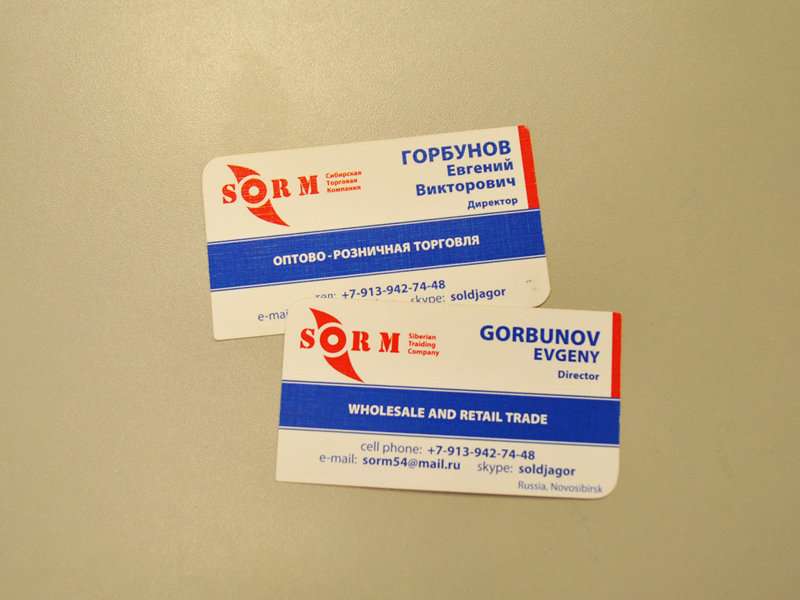 SORM
Сибирская
Торговая
Компания
ГОРБУНОВ
Евгений
Викторович
Директор
ОПТОВО-РОЗНИЧНАЯ ТОРГОВЛЯ
тел: +7-913-942-74-48
e-mai skype: soldjagor
SORM
Siberian
Traiding
Company
GORBUNOV
EVGENY
Director
WHOLESALE AND RETAIL TRADE
cell phone: +7-913-942-74-48
e-mail: sorm54@mail.ru skype: soldjagor
Russia, Novosibirsk